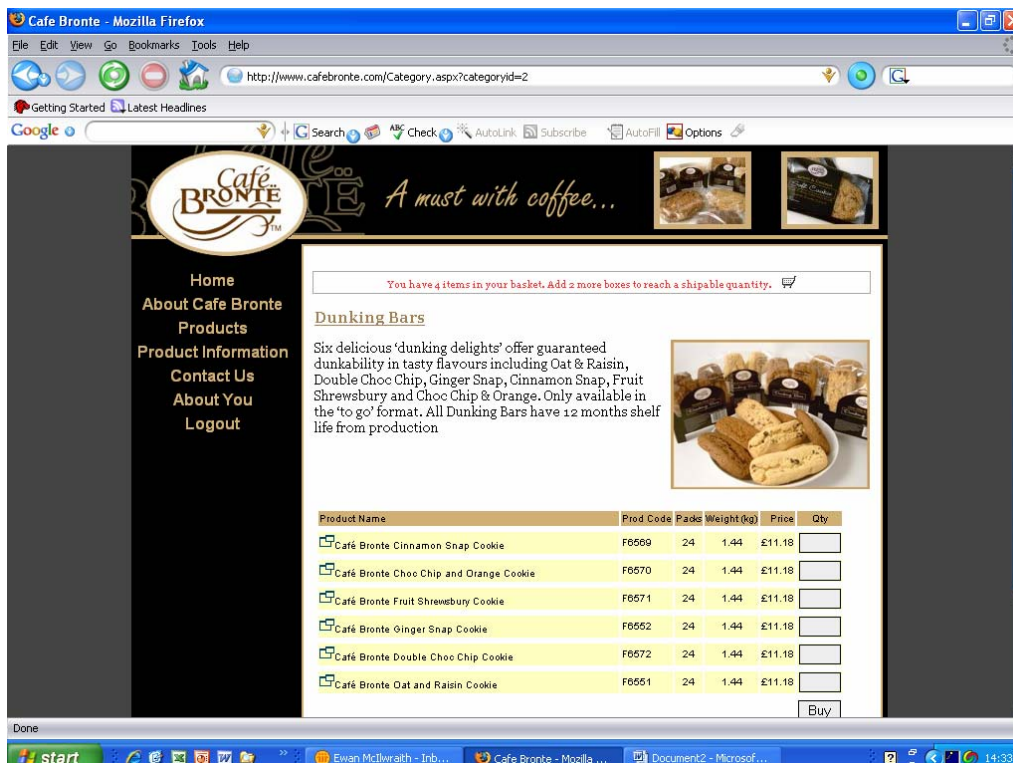 Cafe Bronte - Mozilla Firefox
File Edit View Go Bookmarks Tools Help
http://www.cafebronte.com/Category.aspx?categoryid=2
Getting Started Latest Headlines
Google Search Check AutoLink Subscribe AutoFill Options
Café
BRONTË
TM
A must with coffee...
Home
About Cafe Bronte
Products
Product Information
Contact Us
About You
Logout
You have 4 items in your basket. Add 2 more boxes to reach a shipable quantity.
Dunking Bars
Six delicious ‘dunking delights’ offer guaranteed
dunkability in tasty flavours including Oat & Raisin,
Double Choc Chip, Ginger Snap, Cinnamon Snap, Fruit
Shrewsbury and Choc Chip & Orange. Only available in
the ‘to go’ format. All Dunking Bars have 12 months shelf
life from production
Product Name Prod Code Packs Weight (kg) Price Qty
Café Bronte Cinnamon Snap Cookie F6569 24 1.44 £11.18
Café Bronte Choc Chip and Orange Cookie F6570 24 1.44 £11.18
Café Bronte Fruit Shrewsbury Cookie F6571 24 1.44 £11.18
Café Bronte Ginger Snap Cookie F6552 24 1.44 £11.18
Café Bronte Double Choc Chip Cookie F6572 24 1.44 £11.18
Café Bronte Oat and Raisin Cookie F6551 24 1.44 £11.18
Buy
Done
start Ewan McIlwraith - Inb... Cafe Bronte - Mozilla ... Document2 - Microsof... 14:33